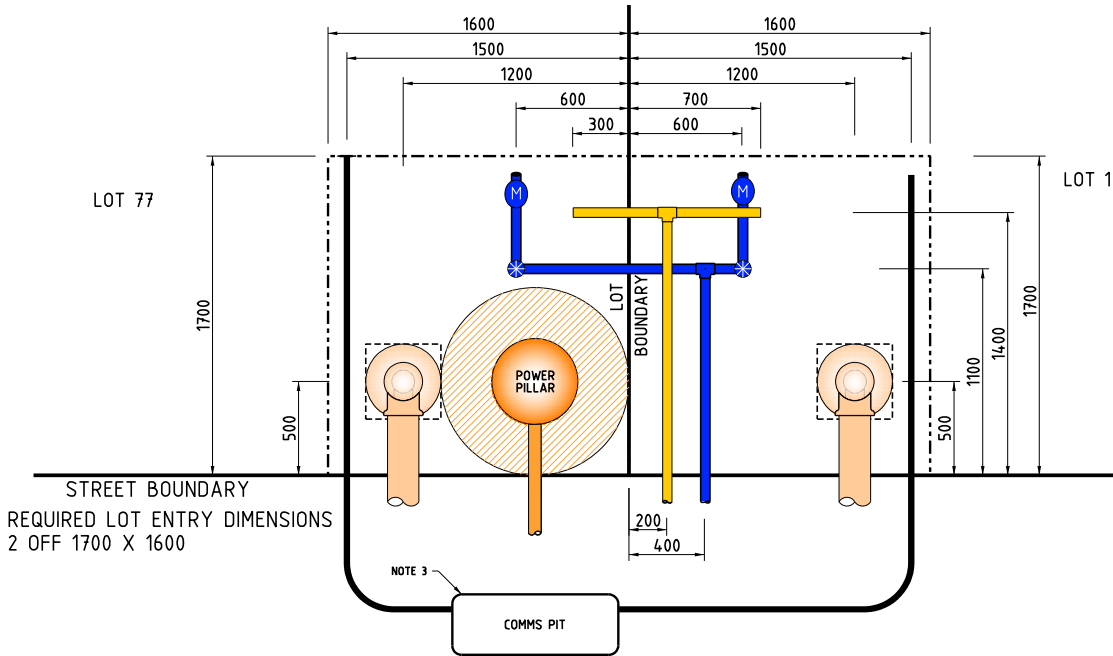 1600
1600
1500
1500
1200
1200
600
700
300
600
LOT 77
LOT 1
M
M
1700
500
LOT
BOUNDARY
POWER
PILLAR
1700
1400
1100
500
STREET BOUNDARY
REQUIRED LOT ENTRY DIMENSIONS
2 OFF 1700 X 1600
200
400
NOTE 3
COMMS PIT